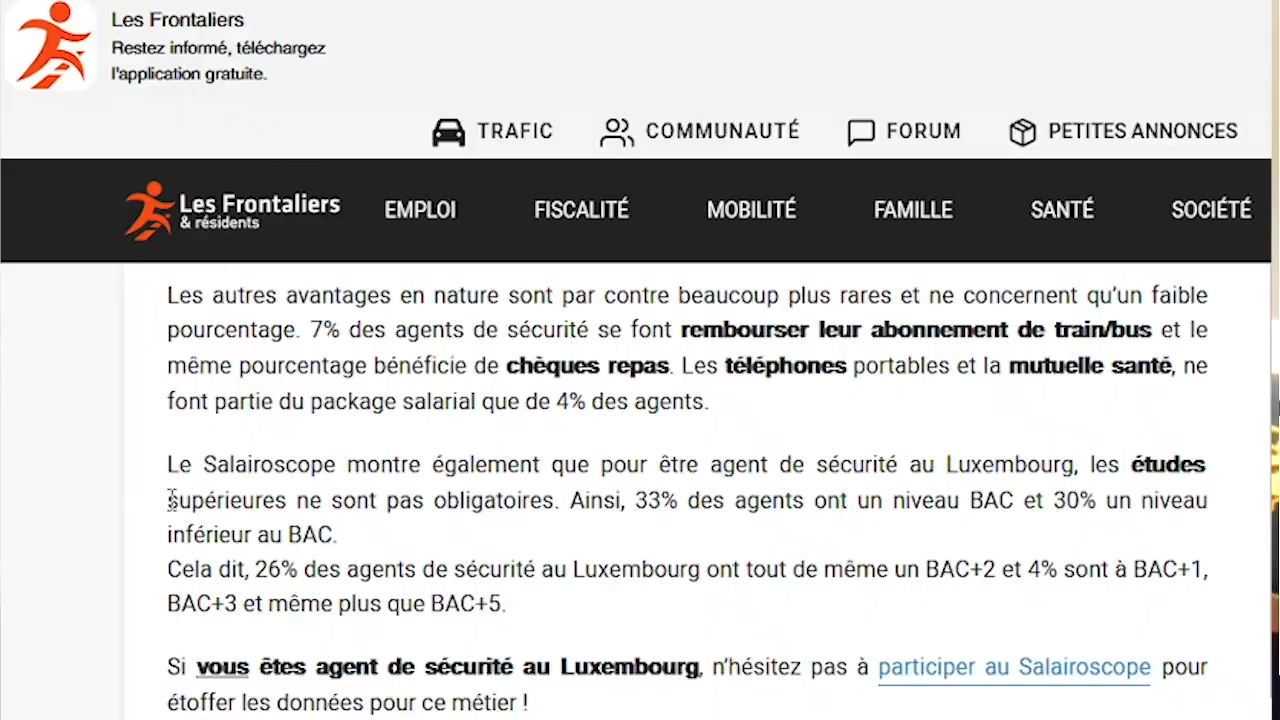 Les Frontaliers
Restez informé, téléchargez
l'application gratuite.
TRAFIC COMMUNAUTÉ FORUM PETITES ANNONCES
Les Frontaliers
& résidents
EMPLOI FISCALITÉ MOBILITÉ FAMILLE SANTÉ SOCIÉTÉ
Les autres avantages en nature sont par contre beaucoup plus rares et ne concernent qu'un faible
pourcentage. 7% des agents de sécurité se font rembourser leur abonnement de train/bus et le
même pourcentage bénéficie de chèques repas. Les téléphones portables et la mutuelle santé, ne
font partie du package salarial que de 4% des agents.
Le Salairoscope montre également que pour être agent de sécurité au Luxembourg, les études
supérieures ne sont pas obligatoires. Ainsi, 33% des agents ont un niveau BAC et 30% un niveau
inférieur au BAC.
Cela dit, 26% des agents de sécurité au Luxembourg ont tout de même un BAC+2 et 4% sont à BAC+1,
BAC+3 et même plus que BAC+5.
Si vous êtes agent de sécurité au Luxembourg, n'hésitez pas à participer au Salairoscope pour
étoffer les données pour ce métier !